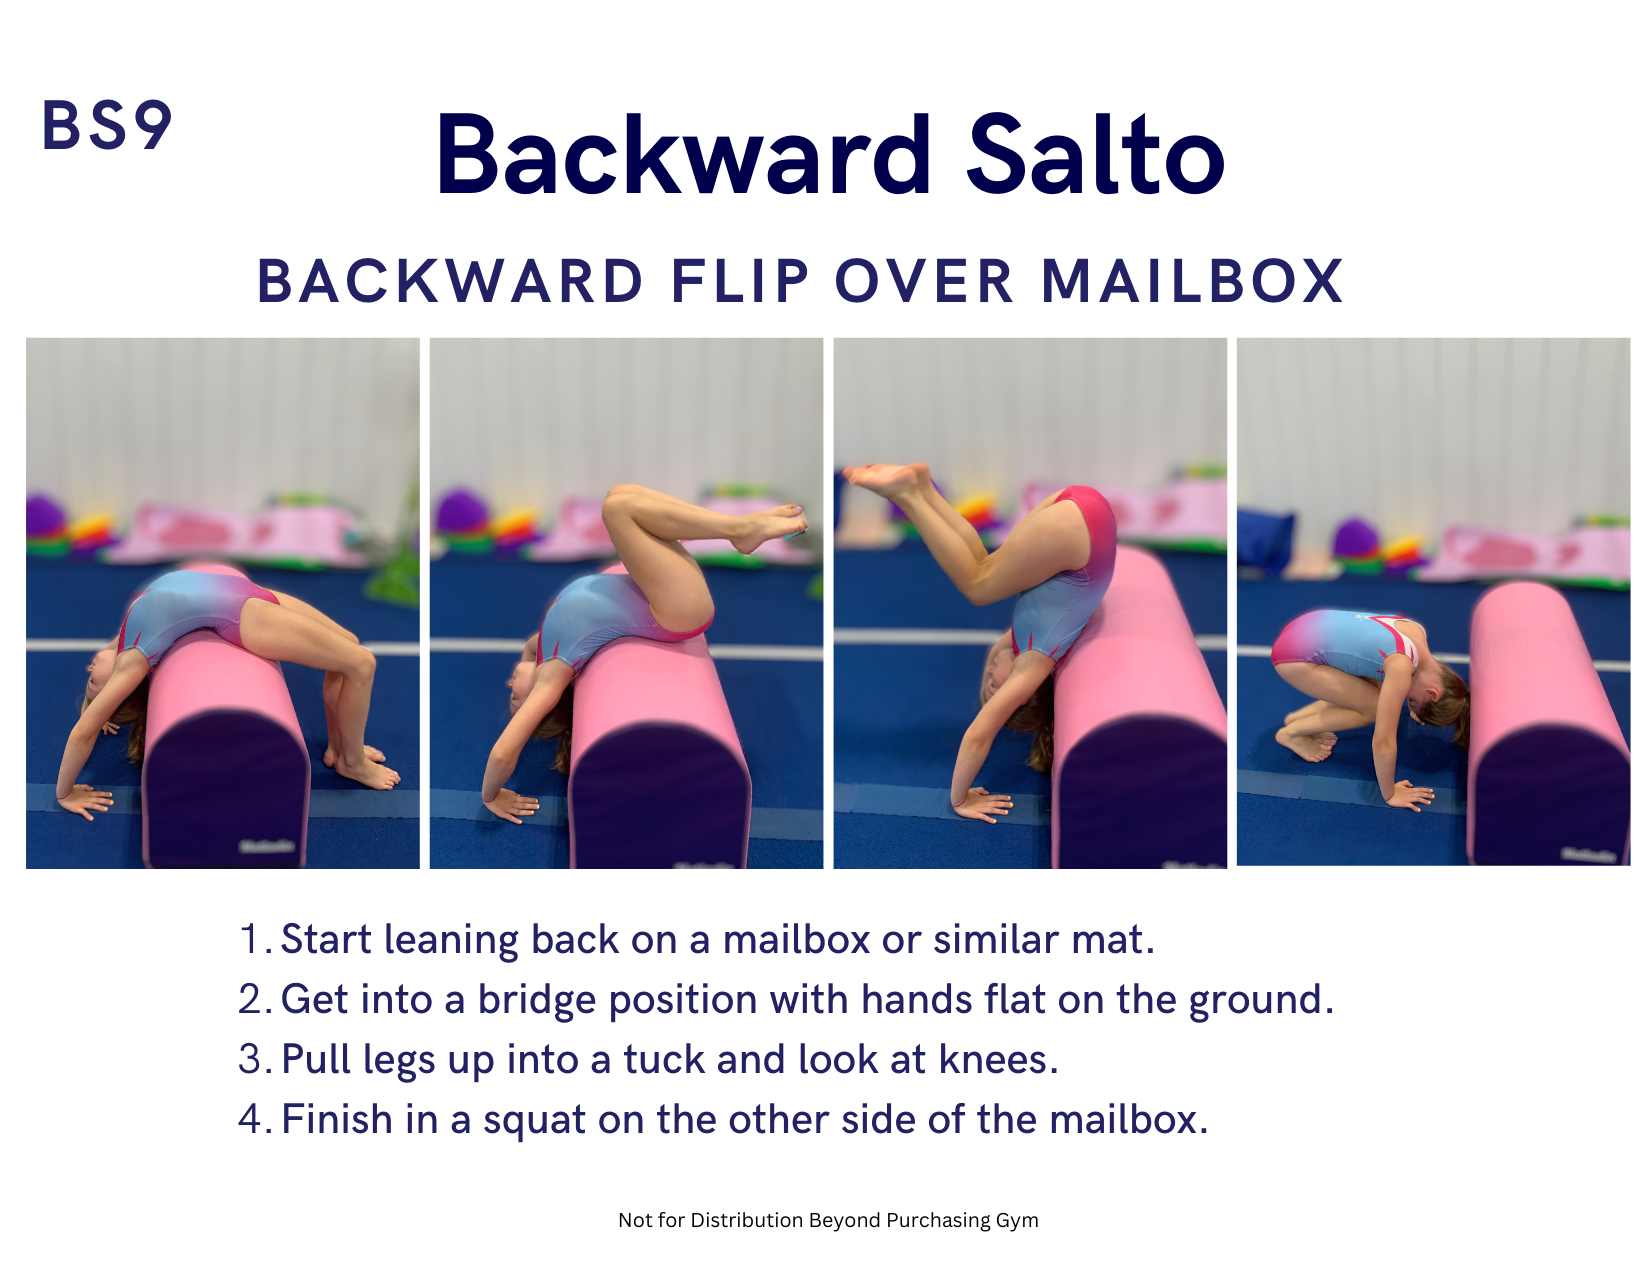 BS9
Backward Salto
BACKWARD FLIP OVER MAILBOX
1. Start leaning back on a mailbox or similar mat.
2. Get into a bridge position with hands flat on the ground.
3. Pull legs up into a tuck and look at knees.
4. Finish in a squat on the other side of the mailbox.
Not for Distribution Beyond Purchasing Gym